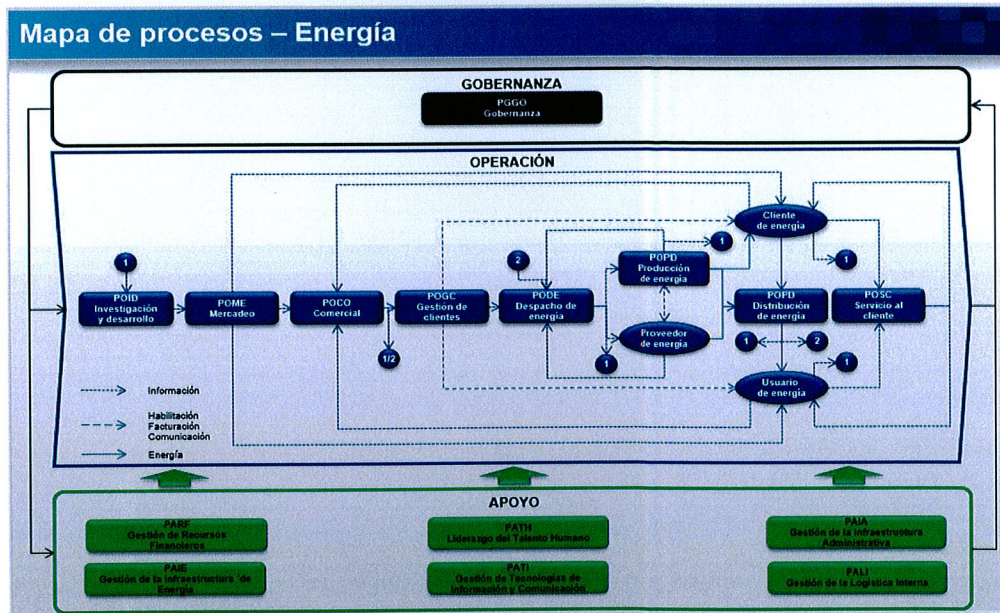 Mapa de procesos – Energía
GOBERNANZA
PGGO
Gobernanza
OPERACIÓN
Cliente
de energía
1
2
1
POPD
Producción
de energía
1
POID
Investigación
y desarrollo
POME
Mercadeo
POCO
Comercial
POGC
Gestión de
clientes
PODE
Despacho de
energía
POPD
Distribución
de energía
POSC
Servicio al
cliente
Proveedor
de energía
1/2
1
1
2
1
Usuario
de energía
Información
Habilitación
Facturación
Comunicación
Energía
APOYO
PARF
Gestión de Recursos
Financieros
PATH
Liderazgo del Talento Humano
PAIA
Gestión de la infraestructura
Administrativa
PAIE
Gestión de la infraestructura ´de
Energía
PATI
Gestión de Tecnologías de
Información y Comunicación
PALI
Gestión de la Logística Interna